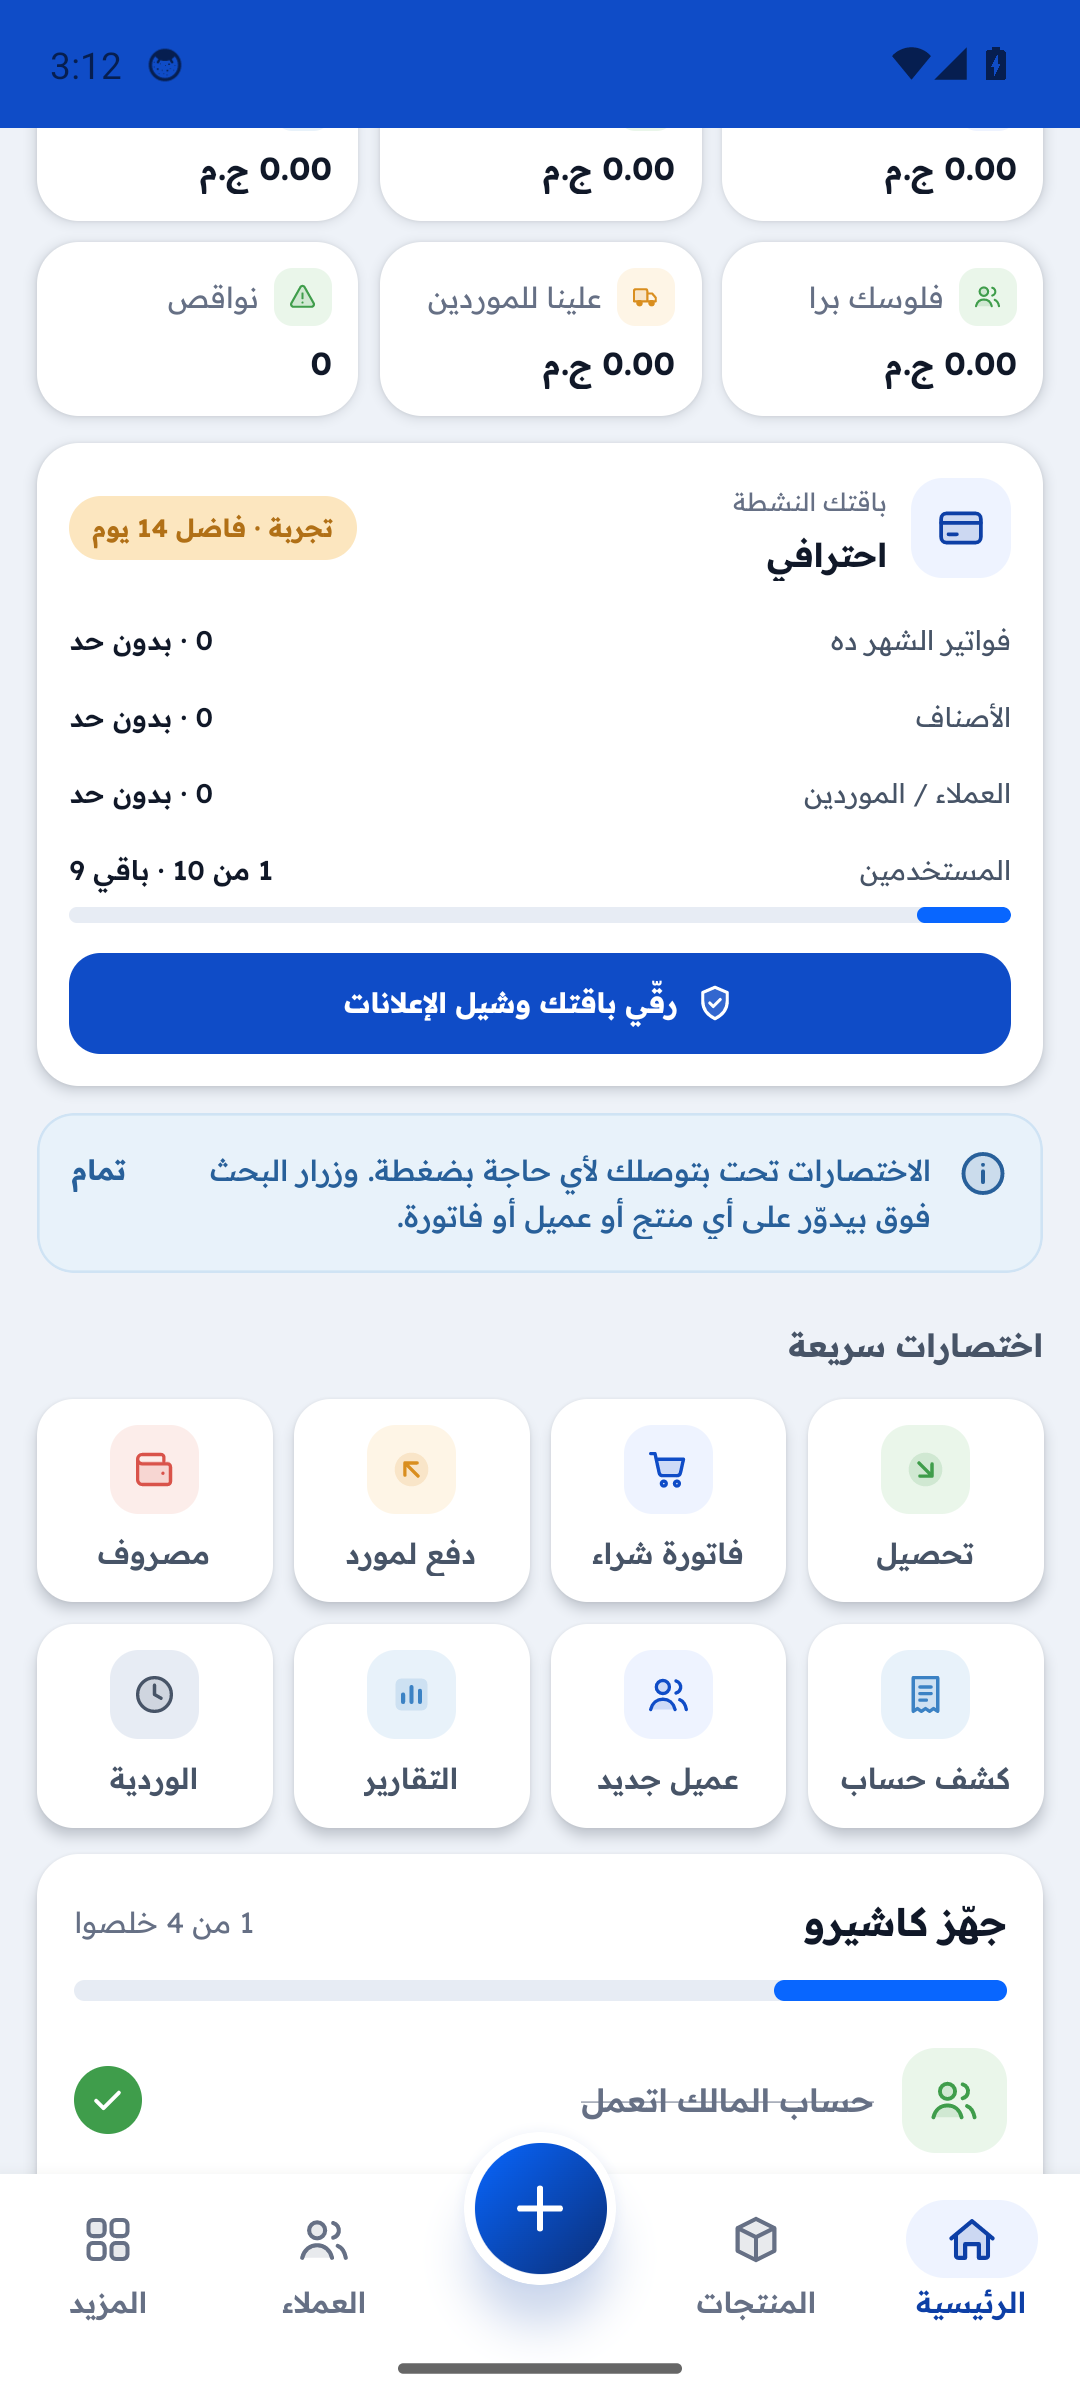 3:12
0.00 ج.م
0.00 ج.م
0.00 ج.م
فلوسك برا
0.00 ج.م
علينا للموردين
0.00 ج.م
نواقص
0
باقتك النشطة
احترافي
تجربة · فاضل 14 يوم
فواتير الشهر ده
0 · بدون حد
الأصناف
0 · بدون حد
العملاء / الموردين
0 · بدون حد
المستخدمين
1 من 10 · باقي 9
رقّي باقتك وشيل الإعلانات
الاختصارات تحت بتوصلك لأي حاجة بضغطة. وزرار البحث
فوق بيدوّر على أي منتج أو عميل أو فاتورة.
تمام
اختصارات سريعة
تحصيل
فاتورة شراء
دفع لمورد
مصروف
كشف حساب
عميل جديد
التقارير
الوردية
جهّز كاشيرو
1 من 4 خلصوا
حساب المالك اتعمل
الرئيسية
المنتجات
العملاء
المزيد